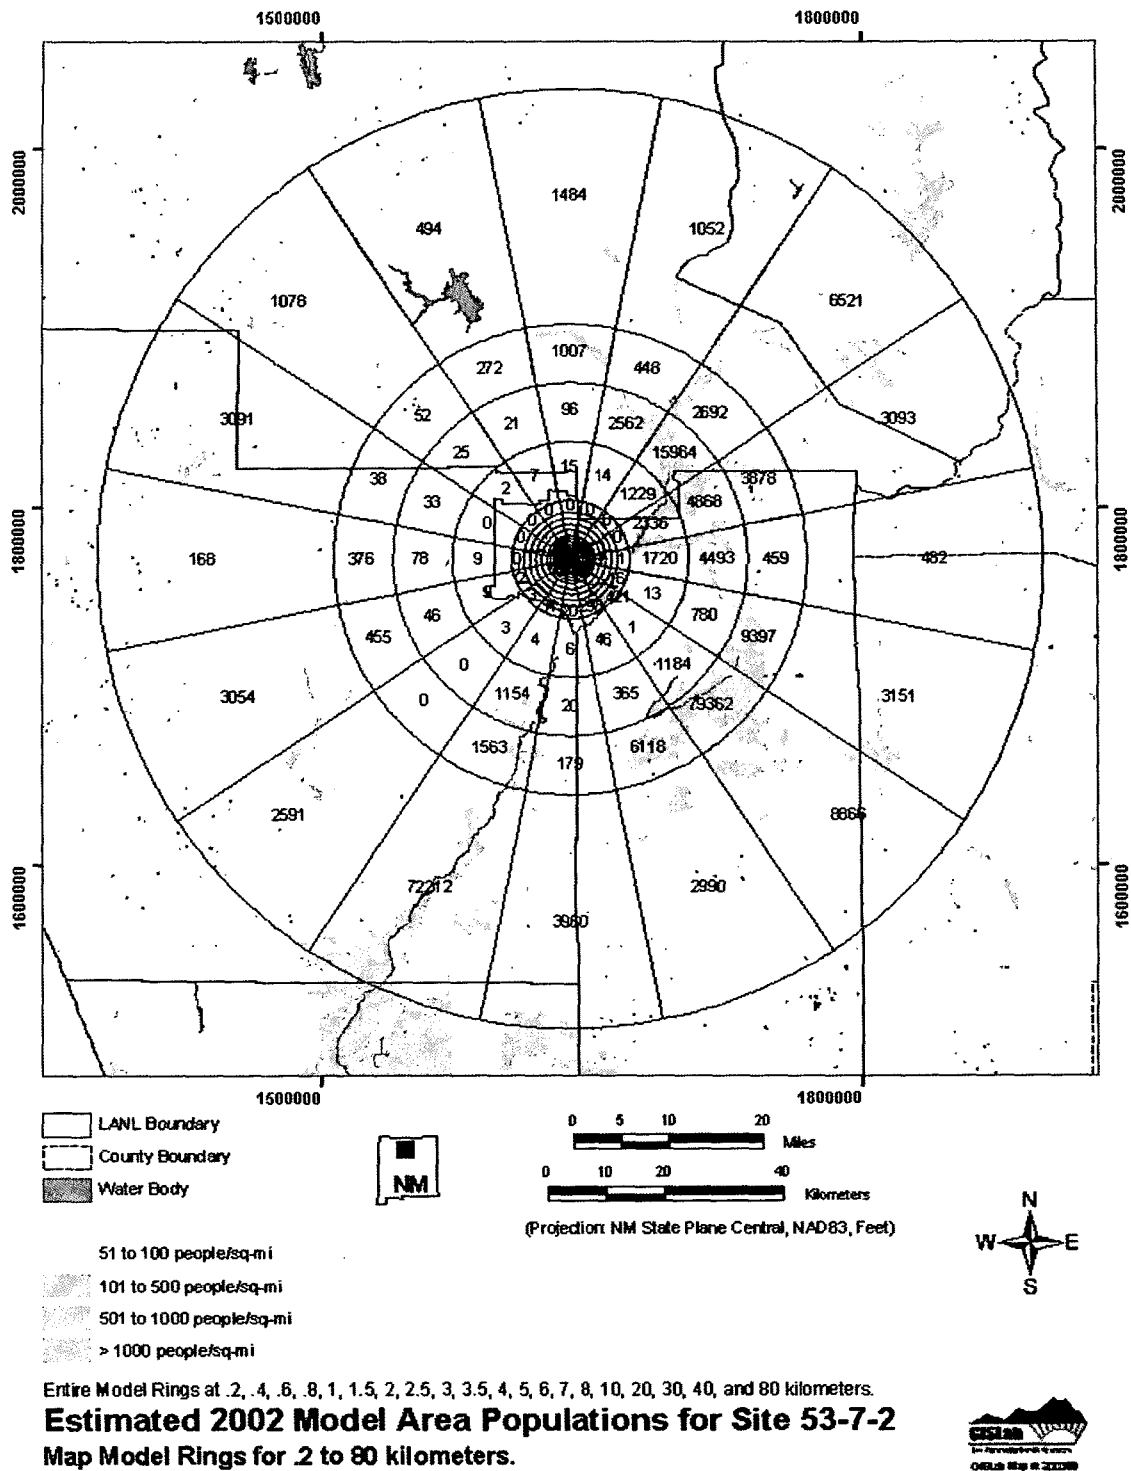 1500000 1800000
2000000 2000000
1484
494 1052
1078 6521
1007
272 448
52 96 2692
3091 21 2562 3093
25 15964
38 15 3878
7 14
2 1229
33 4868
0 2336
1800000 1800000
168 376 78 9 1720 4493 459 482
9 13
46 780
3 1
455 4 46 9397
6
0 1184
3054 0 1154 365 3151
20 79362
1563 6118
179
2591 8866
1600000 1600000
72212 2990
3960
1500000 1800000
LANL Boundary
County Boundary
Water Body
NM
0 5 10 20
Miles
0 10 20 40
Kilometers
(Projection: NM State Plane Central, NAD83, Feet)
N
W E
S
51 to 100 people/sq-mi
101 to 500 people/sq-mi
501 to 1000 people/sq-mi
> 1000 people/sq-mi
Entire Model Rings at .2, .4, .6, .8, 1, 1.5, 2, 2.5, 3, 3.5, 4, 5, 6, 7, 8, 10, 20, 30, 40, and 80 kilometers.
Estimated 2002 Model Area Populations for Site 53-7-2
Map Model Rings for .2 to 80 kilometers.
GISLab